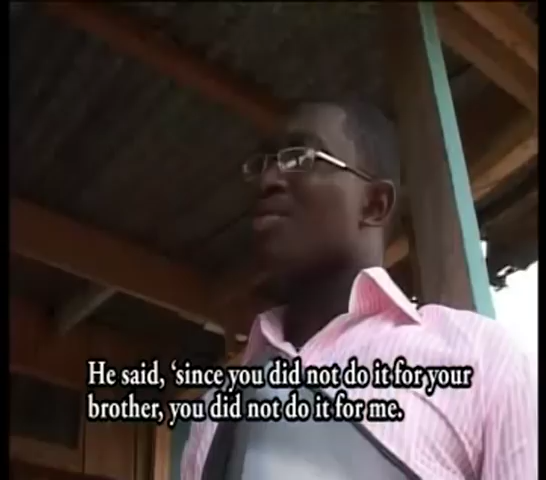 He said, ‘since you did not do it for your
brother, you did not do it for me.